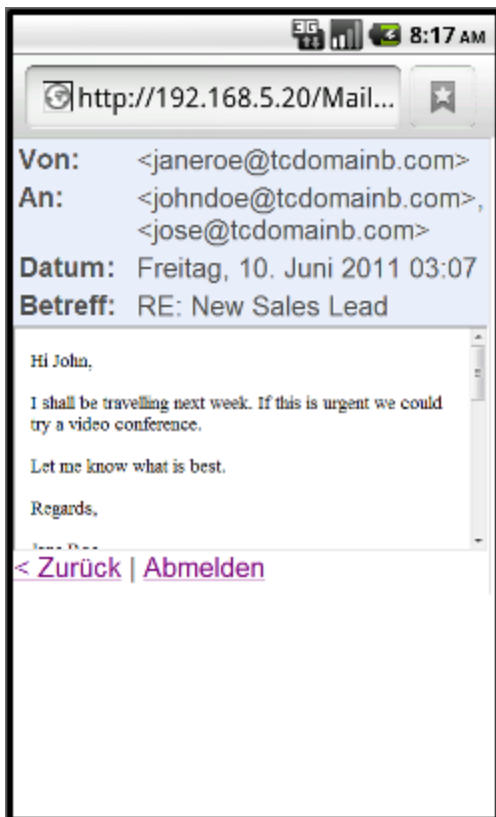 3G 8:17 AM
http://192.168.5.20/Mail...
Von: <janeroe@tcdomainb.com>
An: <johndoe@tcdomainb.com>,
<jose@tcdomainb.com>
Datum: Freitag, 10. Juni 2011 03:07
Betreff: RE: New Sales Lead
Hi John,
I shall be travelling next week. If this is urgent we could
try a video conference.
Let me know what is best.
Regards,
< Zurück | Abmelden